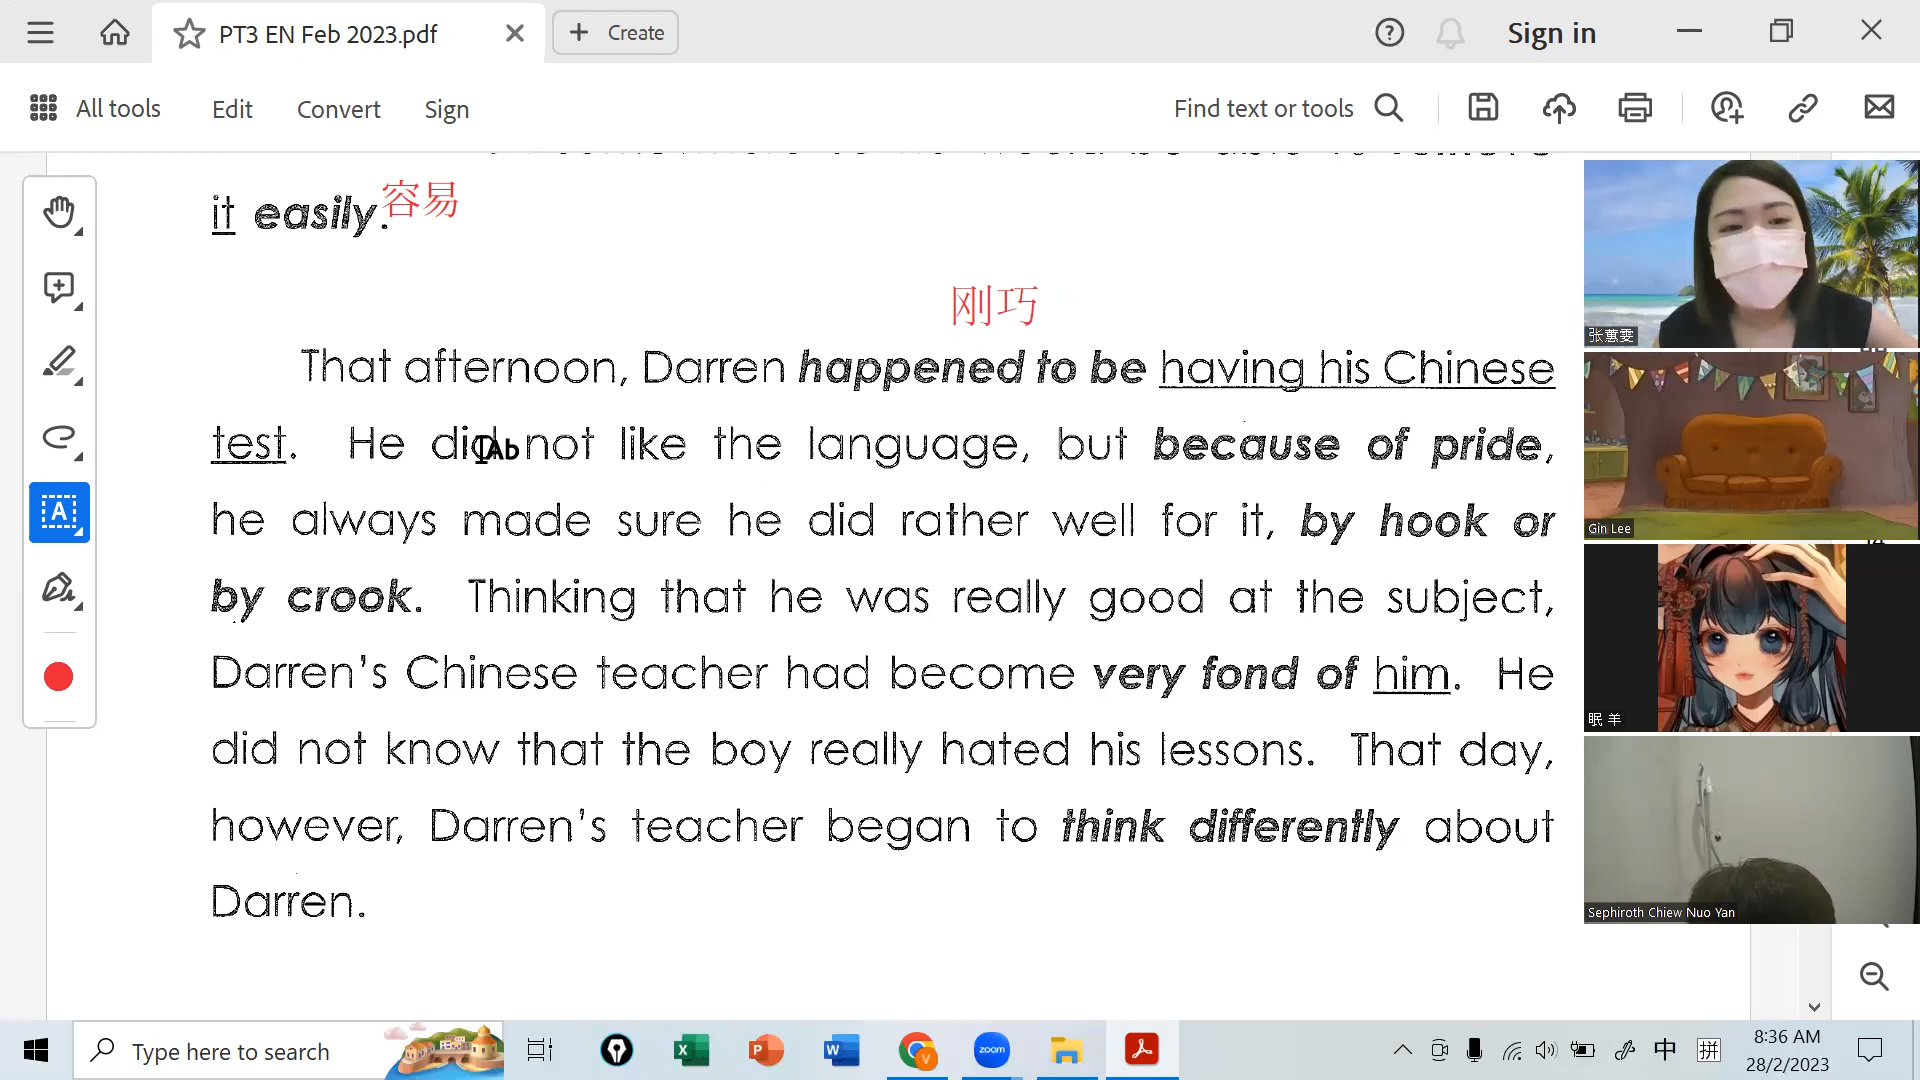 PT3 EN Feb 2023.pdf
Create
Sign in
All tools
Edit
Convert
Sign
Find text or tools
it easily.
容易
刚巧
That afternoon, Darren happened to be having his Chinese
test. He did not like the language, but because of pride,
he always made sure he did rather well for it, by hook or
by crook. Thinking that he was really good at the subject,
Darren's Chinese teacher had become very fond of him. He
did not know that the boy really hated his lessons. That day,
however, Darren's teacher began to think differently about
Darren.
Ab
A
张蕙雯
Gin Lee
眠 羊
Sephiroth Chiew Nuo Yan
Type here to search
X
P
W
V
zoom
中
拼
8:36 AM
28/2/2023